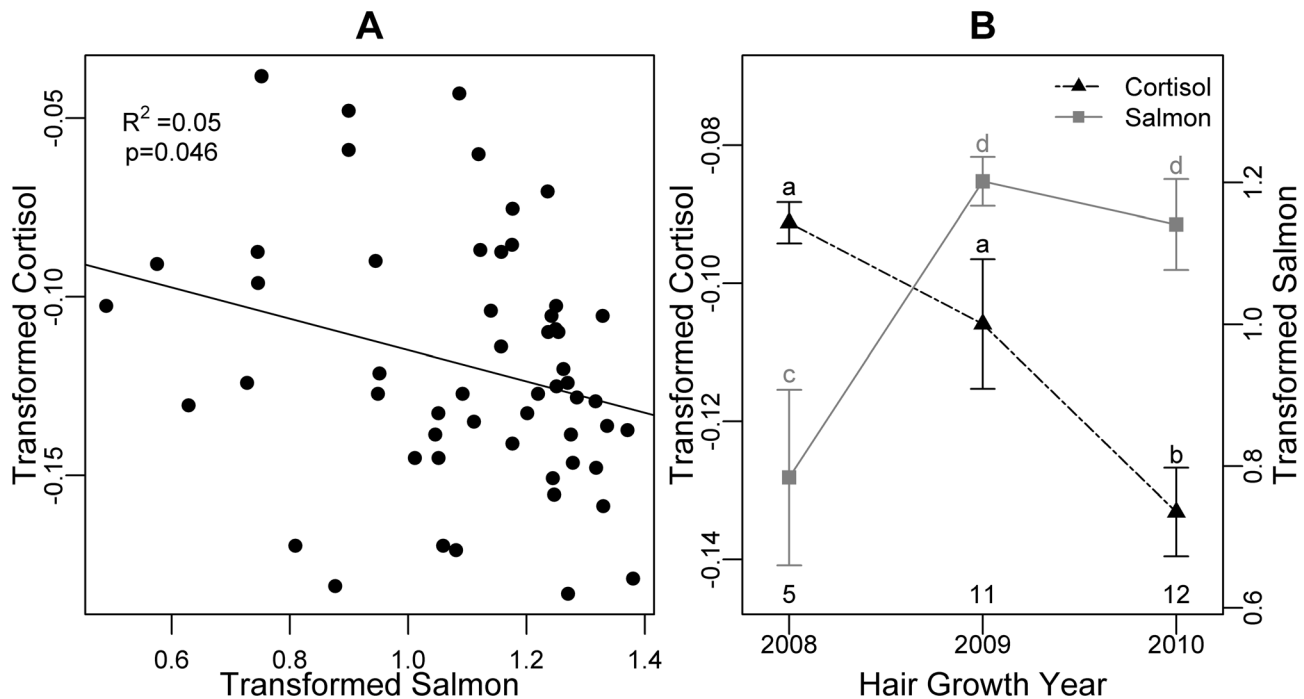 A
R² =0.05
p=0.046
Transformed Cortisol
-0.05
-0.10
-0.15
0.6 0.8 1.0 1.2 1.4
Transformed Salmon
B
Cortisol
Salmon
Transformed Cortisol
-0.08
-0.10
-0.12
-0.14
a
d
d
a
c
b
5 11 12
2008 2009 2010
Hair Growth Year
1.2
1.0
0.8
0.6
Transformed Salmon